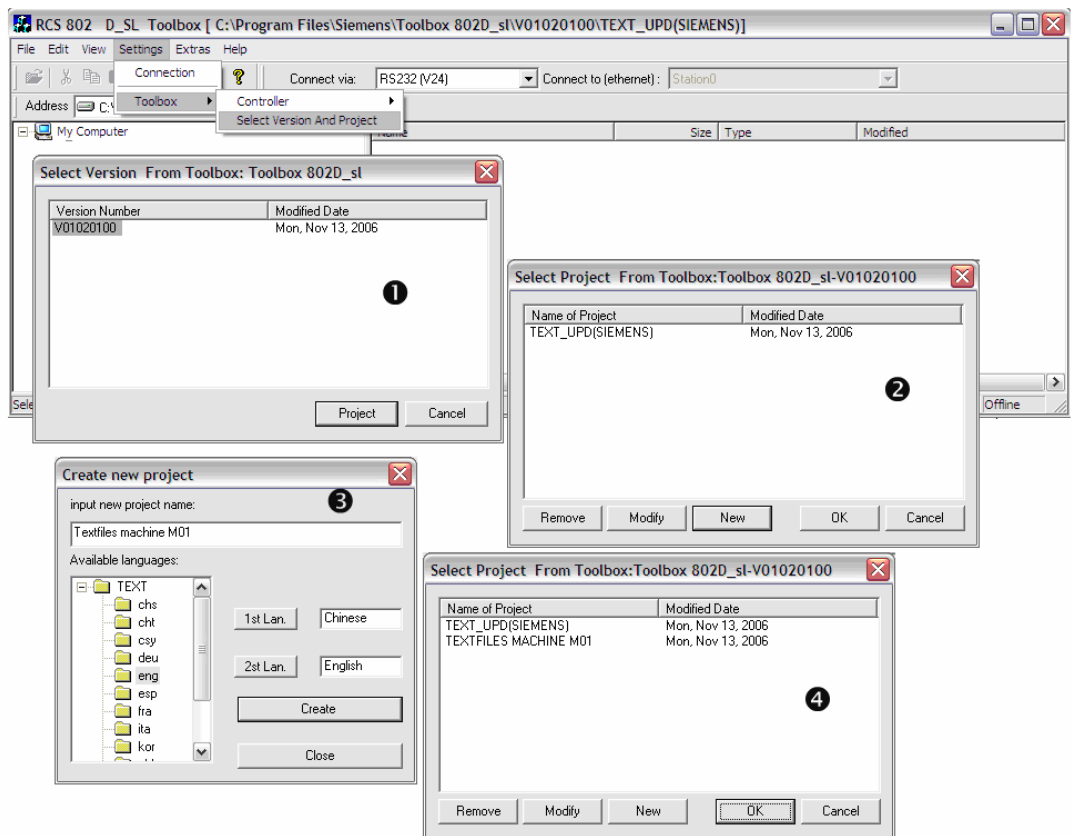 RCS 802 D_SL Toolbox [ C:\Program Files\Siemens\Toolbox 802D_sl\V01020100\TEXT_UPD(SIEMENS)]
File Edit View Settings Extras Help
Connection
Connect via: RS232 (V24) Connect to (ethernet) : Station0
Address C:\
Toolbox
Controller
Select Version And Project
My Computer
Name Size Type Modified
Select Version From Toolbox: Toolbox 802D_sl
Version Number Modified Date
V01020100 Mon, Nov 13, 2006
❶
Project Cancel
Select Project From Toolbox:Toolbox 802D_sl-V01020100
Name of Project Modified Date
TEXT_UPD(SIEMENS) Mon, Nov 13, 2006
❷
Remove Modify New OK Cancel
Sele
Offline
Create new project
❸
input new project name:
Textfiles machine M01
Available languages:
TEXT
chs
cht
csy
deu
eng
esp
fra
ita
kor
1st Lan. Chinese
2st Lan. English
Create
Close
Select Project From Toolbox:Toolbox 802D_sl-V01020100
Name of Project Modified Date
TEXT_UPD(SIEMENS) Mon, Nov 13, 2006
TEXTFILES MACHINE M01 Mon, Nov 13, 2006
❹
Remove Modify New OK Cancel